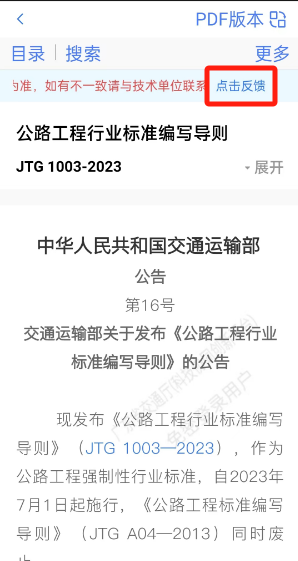 PDF版本
目录 搜索 更多
为准，如有不一致请与技术单位联系 点击反馈
公路工程行业标准编写导则
JTG 1003-2023 展开
中华人民共和国交通运输部
公告
第16号
交通运输部关于发布《公路工程行业
标准编写导则》的公告
现发布《公路工程行业标准编写
导则》（JTG 1003—2023），作为
公路工程强制性行业标准，自2023年
7月1日起施行，《公路工程行业标准编写
导则》（JTG A04—2013）同时废